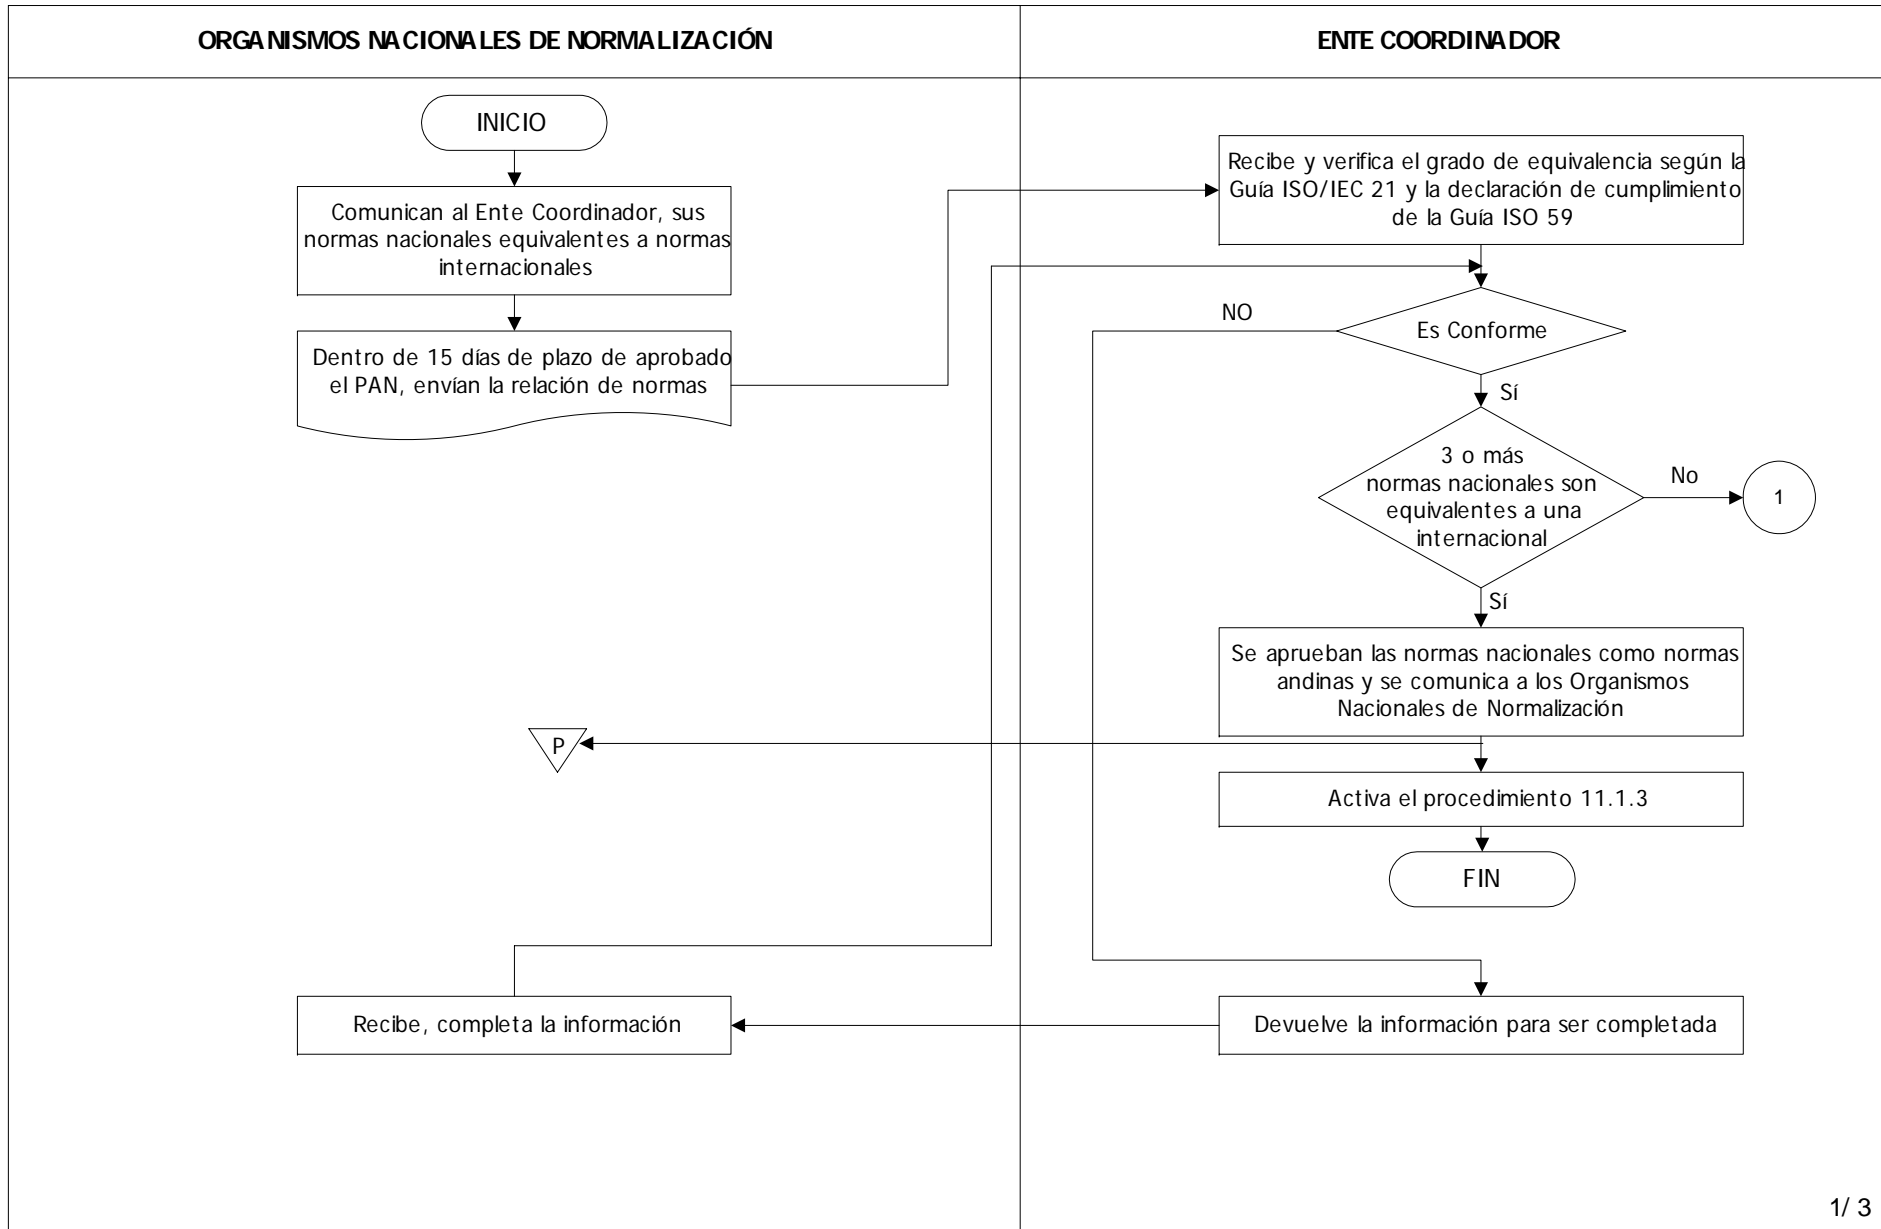 ORGANISMOS NACIONALES DE NORMALIZACIÓN
ENTE COORDINADOR
INICIO
Comunican al Ente Coordinador, sus
normas nacionales equivalentes a normas
internacionales
Dentro de 15 días de plazo de aprobado
el PAN, envían la relación de normas
Recibe y verifica el grado de equivalencia según la
Guía ISO/IEC 21 y la declaración de cumplimiento
de la Guía ISO 59
NO
Es Conforme
Sí
3 o más
normas nacionales son
equivalentes a una
internacional
No
1
Sí
Se aprueban las normas nacionales como normas
andinas y se comunica a los Organismos
Nacionales de Normalización
P
Activa el procedimiento 11.1.3
FIN
Recibe, completa la información
Devuelve la información para ser completada
1/ 3